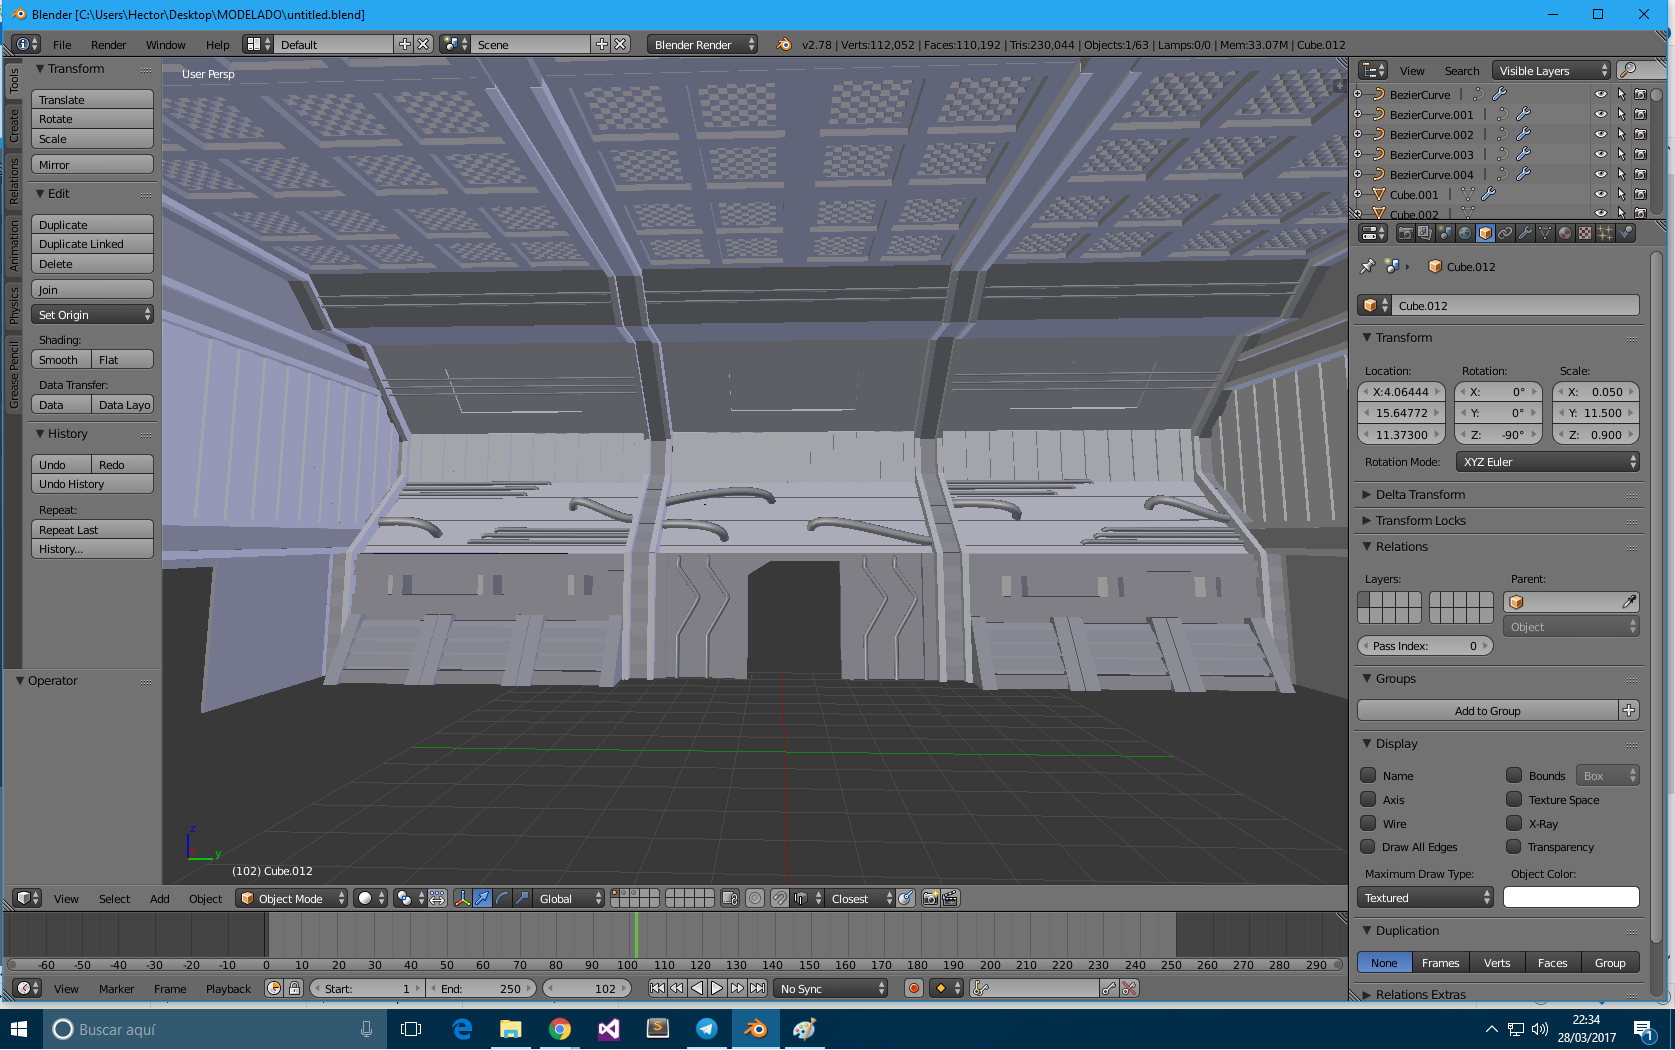 Blender [C:\Users\Hector\Desktop\MODELADO\untitled.blend]
File Render Window Help Default Scene Blender Render v2.78 | Verts:112,052 | Faces:110,192 | Tris:230,044 | Objects:1/63 | Lamps:0/0 | Mem:33.07M | Cube.012
Tools
Create
Relations
Animation
Physics
Grease Pencil
Transform
Translate
Rotate
Scale
Mirror
Edit
Duplicate
Duplicate Linked
Delete
Join
Set Origin
Shading:
Smooth Flat
Data Transfer:
Data Data Layo
History
Undo Redo
Undo History
Repeat:
Repeat Last
History...
Operator
User Persp
z
y
(102) Cube.012
View Search Visible Layers
BezierCurve
BezierCurve.001
BezierCurve.002
BezierCurve.003
BezierCurve.004
Cube.001
Cube.002
Cube.012
Cube.012
Transform
Location: Rotation: Scale:
X:4.06444 X: 0° X: 0.050
15.64772 Y: 0° Y: 11.500
11.37300 Z: -90° Z: 0.900
Rotation Mode: XYZ Euler
Delta Transform
Transform Locks
Relations
Layers: Parent:
Object
Pass Index: 0
Groups
Add to Group
Display
Name Bounds Box
Axis Texture Space
Wire X-Ray
Draw All Edges Transparency
Maximum Draw Type: Object Color:
Textured
Duplication
None Frames Verts Faces Group
Relations Extras
View Select Add Object Object Mode Global Closest
-60 -50 -40 -30 -20 -10 0 10 20 30 40 50 60 70 80 90 100 110 120 130 140 150 160 170 180 190 200 210 220 230 240 250 260 270 280 290
View Marker Frame Playback Start: 1 End: 250 102 No Sync
Buscar aquí
22:34
28/03/2017
1